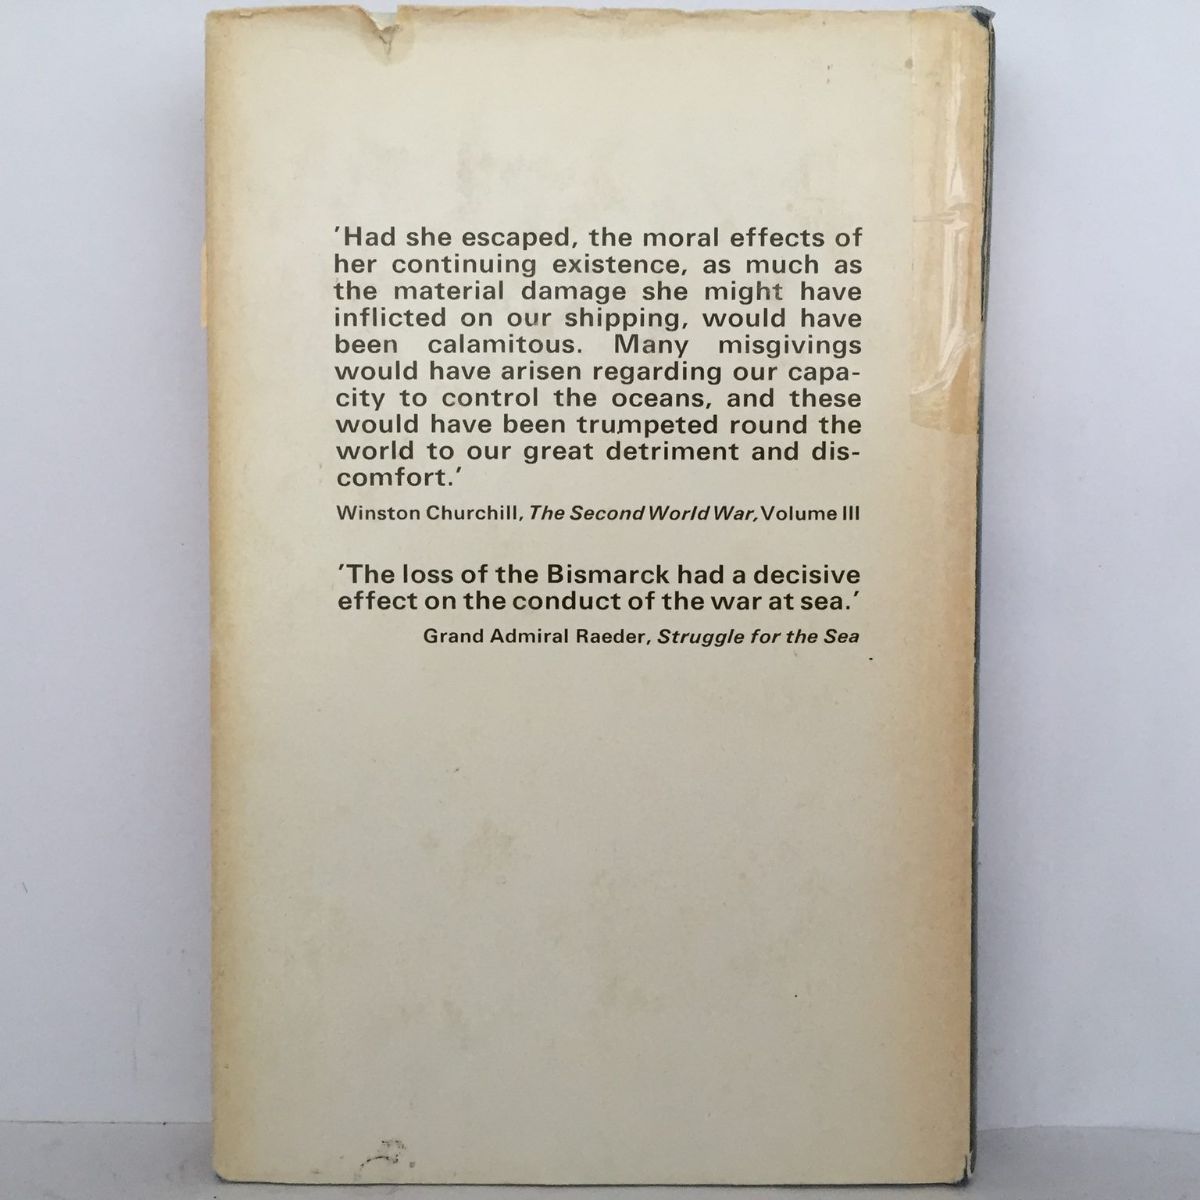 'Had she escaped, the moral effects of
her continuing existence, as much as
the material damage she might have
inflicted on our shipping, would have
been calamitous. Many misgivings
would have arisen regarding our capa-
city to control the oceans, and these
would have been trumpeted round the
world to our great detriment and dis-
comfort.'
Winston Churchill, The Second World War, Volume III
'The loss of the Bismarck had a decisive
effect on the conduct of the war at sea.'
Grand Admiral Raeder, Struggle for the Sea